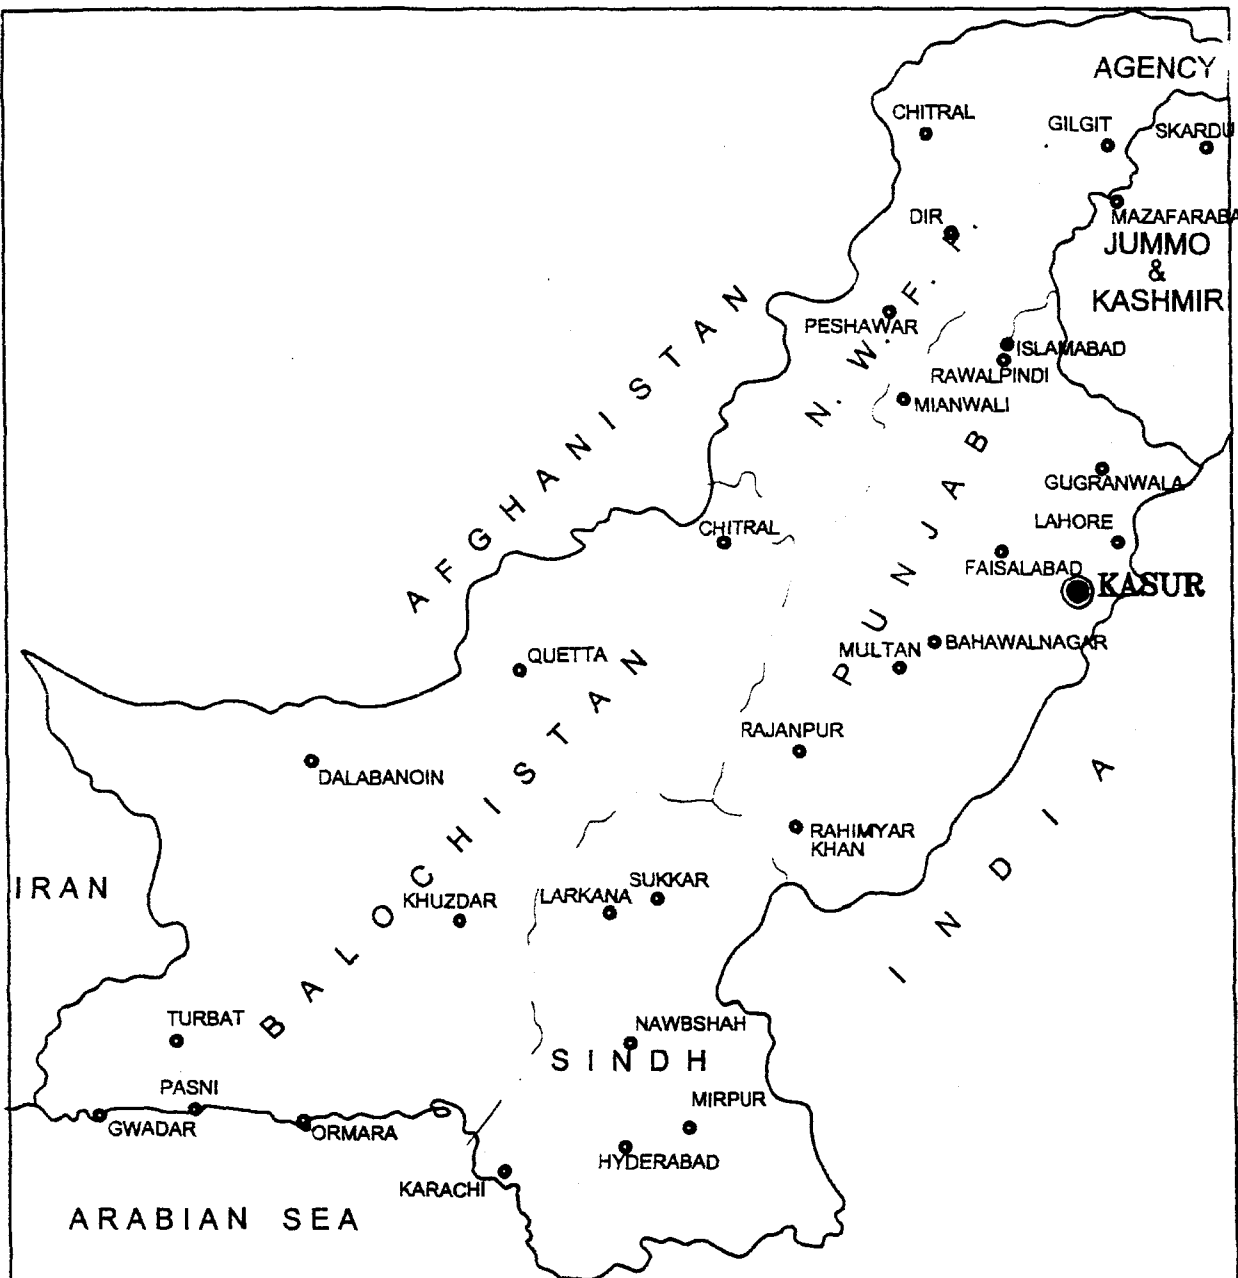 AGENCY
CHITRAL
GILGIT
SKARDU
MAZAFARABA
DIR
JUMMO
&
KASHMIR
PESHAWAR
N. W. F. P.
ISLAMABAD
RAWALPINDI
MIANWALI
AFGHANISTAN
GUGRANWALA
LAHORE
CHITRAL
FAISALABAD
KASUR
PUNJAB
BAHAWALNAGAR
MULTAN
QUETTA
RAJANPUR
DALABANOIN
BALOCHISTAN
RAHIMYAR
KHAN
INDIA
IRAN
SUKKAR
LARKANA
KHUZDAR
TURBAT
NAWBSHAH
SINDH
PASNI
MIRPUR
GWADAR
ORMARA
HYDERABAD
KARACHI
ARABIAN SEA